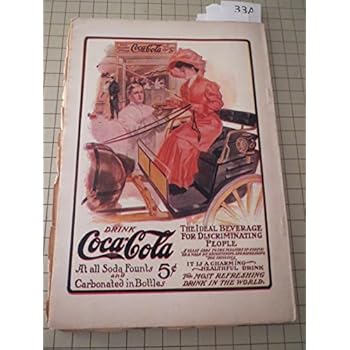 33A
Coca-Cola 5¢
DRINK
Coca-Cola
At all Soda Founts
and
Carbonated in Bottles
5¢
THE IDEAL BEVERAGE
FOR DISCRIMINATING
PEOPLE
IT IS A CHARMING
HEALTHFUL DRINK
THE MOST REFRESHING
DRINK IN THE WORLD.